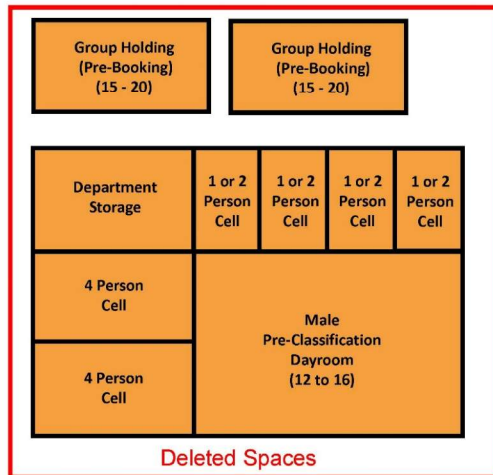 Group Holding
(Pre-Booking)
(15 - 20)
Group Holding
(Pre-Booking)
(15 - 20)
Department
Storage
1 or 2
Person
Cell
1 or 2
Person
Cell
1 or 2
Person
Cell
1 or 2
Person
Cell
4 Person
Cell
Male
Pre-Classification
Dayroom
(12 to 16)
4 Person
Cell
Deleted Spaces